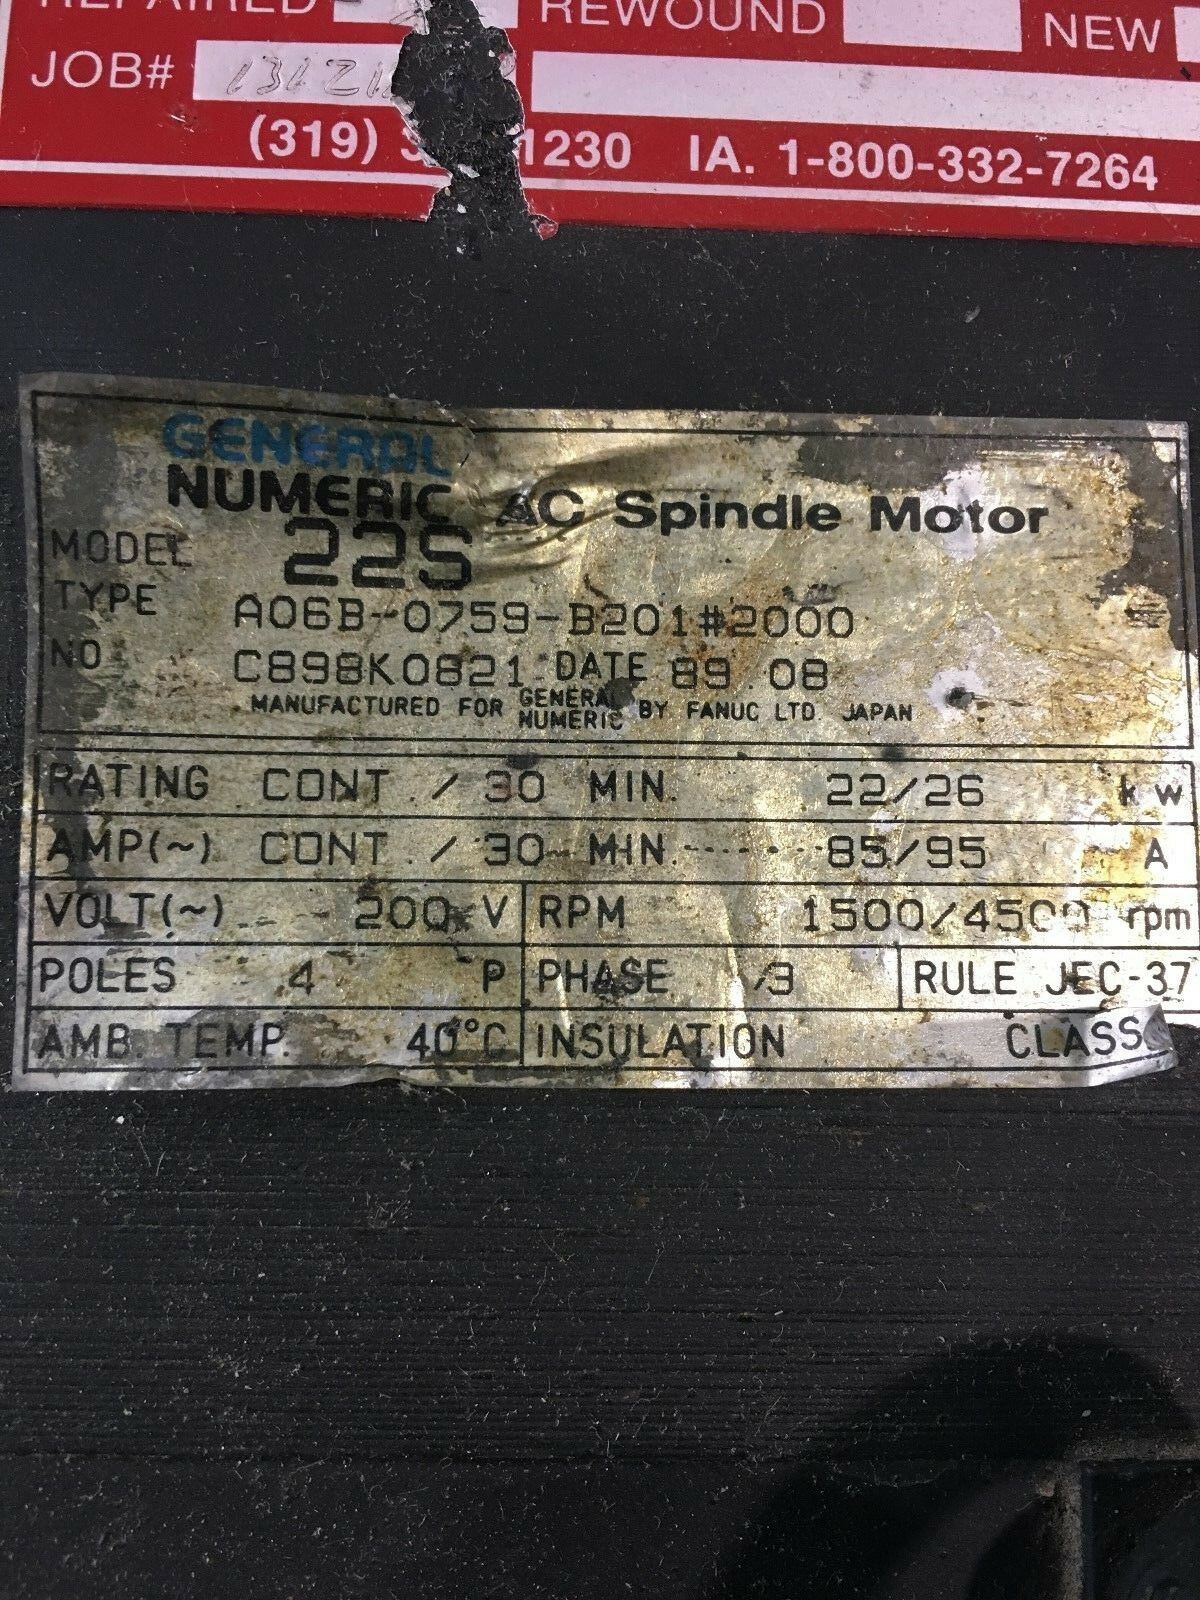 REPAIRED REWOUND NEW
JOB#
(319) 1230 IA. 1-800-332-7264
GENERAL
NUMERIC AC Spindle Motor
MODEL 22S
TYPE A06B-0759-B201#2000
NO C898K0821 DATE 89.08
MANUFACTURED FOR GENERAL NUMERIC BY FANUC LTD JAPAN
RATING CONT. / 30 MIN. 22/26 kw
AMP(~) CONT. / 30 MIN. 85/95 A
VOLT(~) 200 V RPM 1500/4500 rpm
POLES 4 P PHASE 3 RULE JEC-37
AMB. TEMP. 40°C INSULATION CLASS